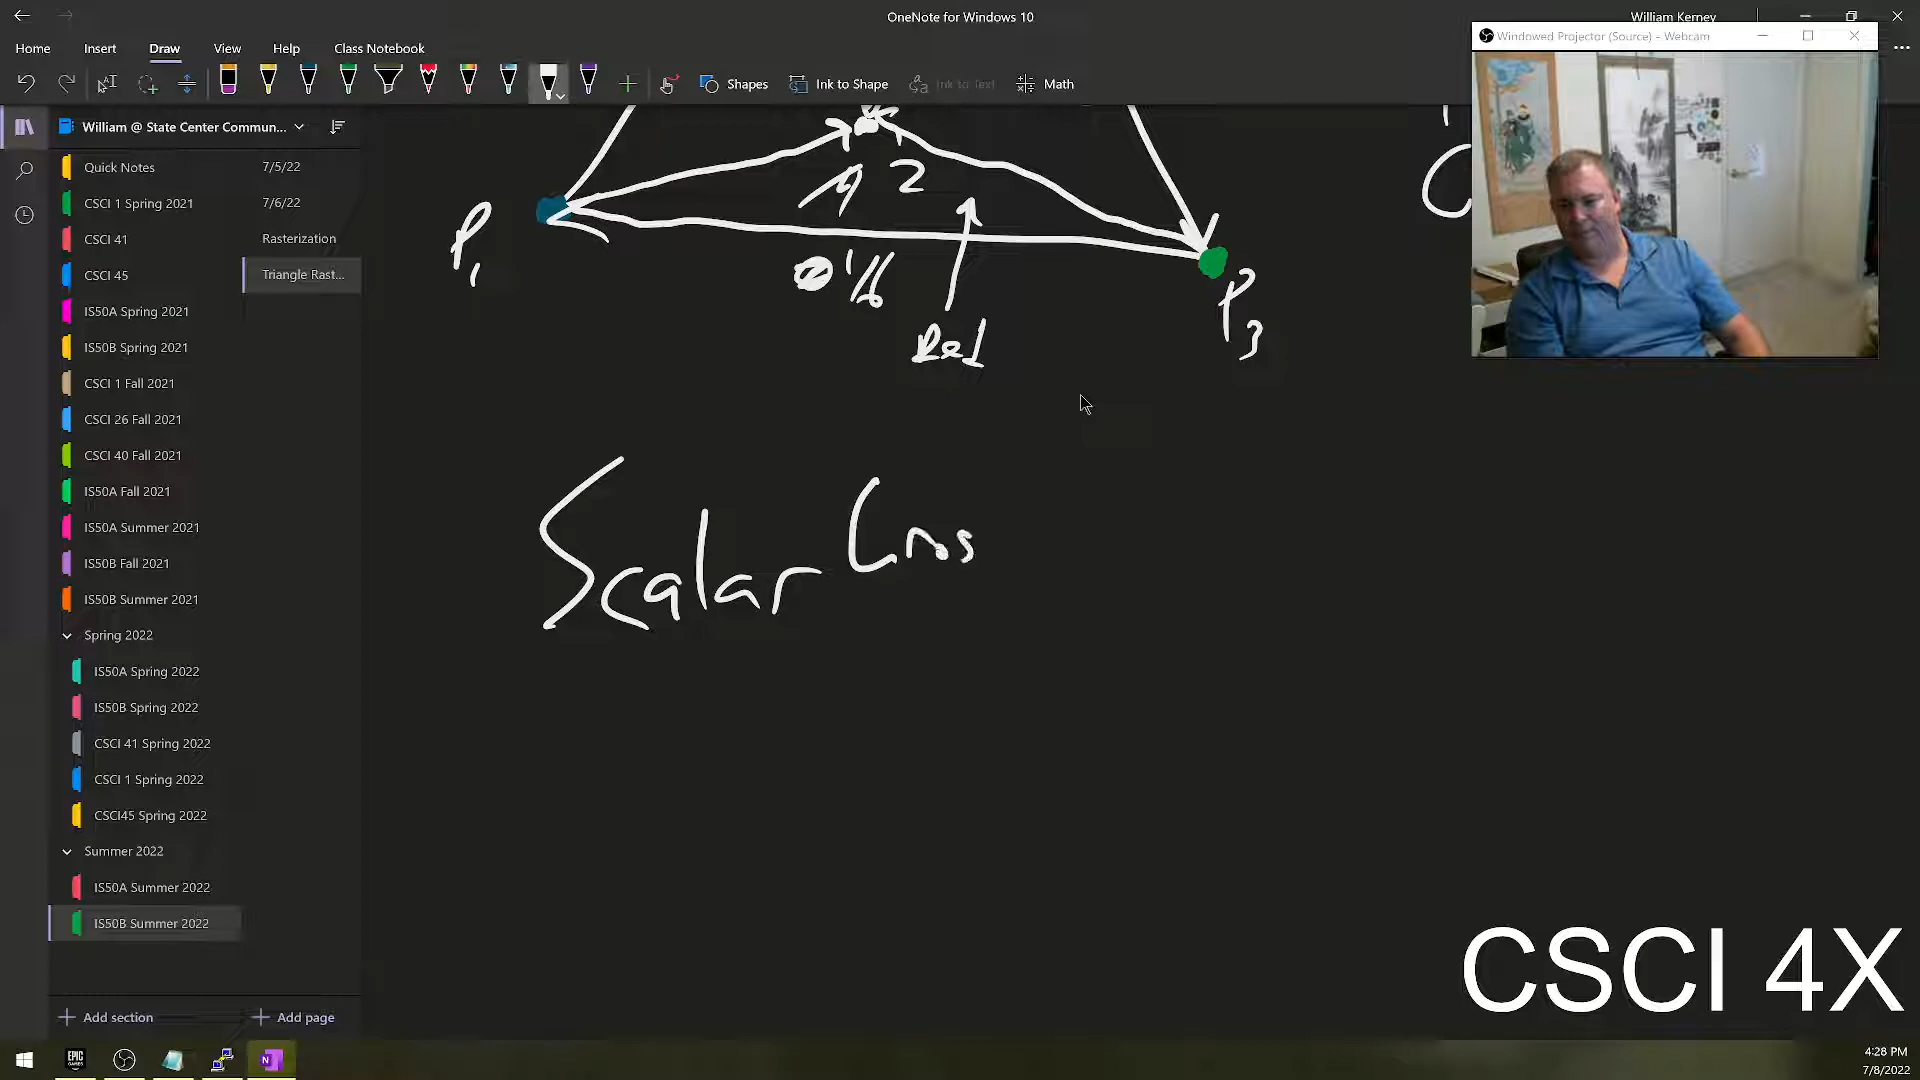 OneNote for Windows 10
William Kerney
Windowed Projector (Source) - Webcam
Home Insert Draw View Help Class Notebook
Shapes Ink to Shape Ink to Text Math
William @ State Center Commun...
Quick Notes
CSCI 1 Spring 2021
CSCI 41
CSCI 45
IS50A Spring 2021
IS50B Spring 2021
CSCI 1 Fall 2021
CSCI 26 Fall 2021
CSCI 40 Fall 2021
IS50A Fall 2021
IS50A Summer 2021
IS50B Fall 2021
IS50B Summer 2021
Spring 2022
IS50A Spring 2022
IS50B Spring 2022
CSCI 41 Spring 2022
CSCI 1 Spring 2022
CSCI45 Spring 2022
Summer 2022
IS50A Summer 2022
IS50B Summer 2022
Add section
7/5/22
7/6/22
Rasterization
Triangle Rast...
Add page
A 2
P1
1/6
Red
P3
Scalar
CSCI 4X
EPIC GAMES
4:28 PM
7/8/2022